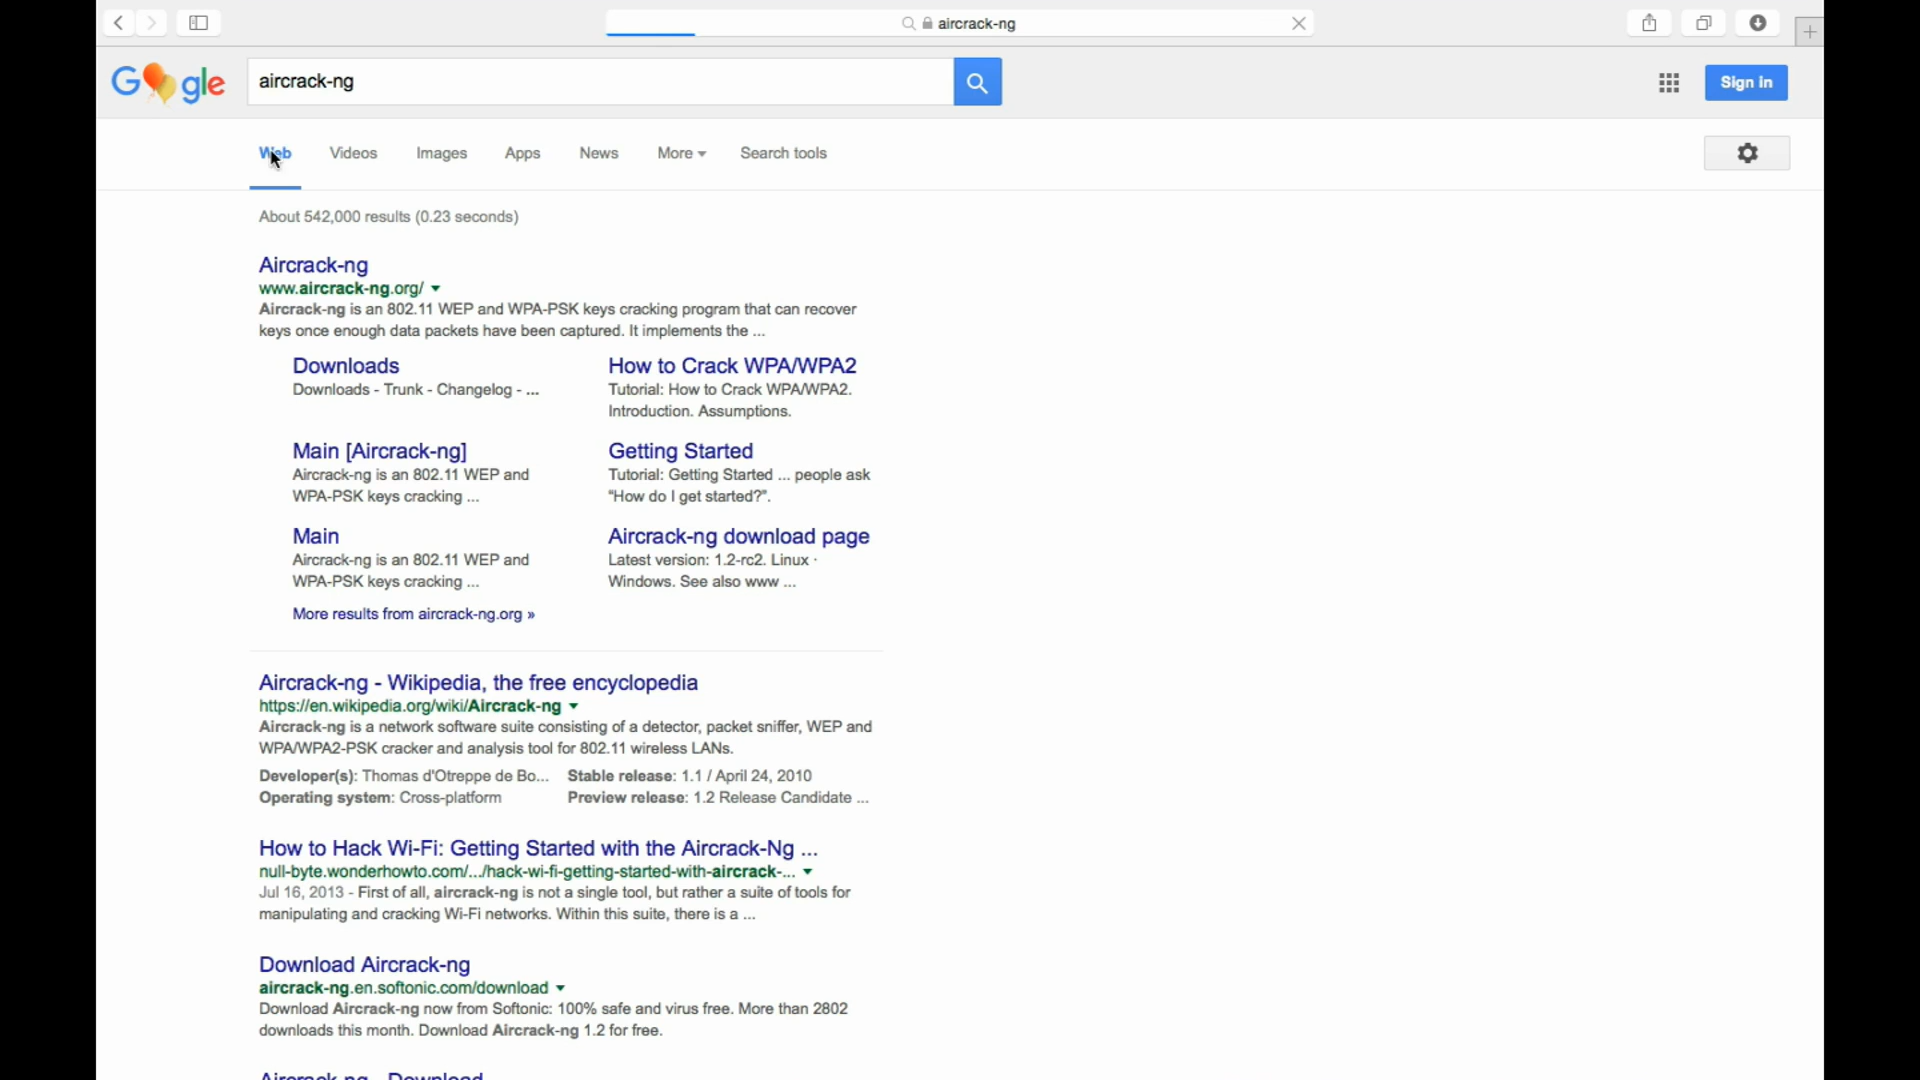 aircrack-ng
Google
aircrack-ng
Sign in
Web Videos Images Apps News More Search tools
About 542,000 results (0.23 seconds)
Aircrack-ng
www.aircrack-ng.org/
Aircrack-ng is an 802.11 WEP and WPA-PSK keys cracking program that can recover
keys once enough data packets have been captured. It implements the ...
Downloads
Downloads - Trunk - Changelog - ...
How to Crack WPA/WPA2
Tutorial: How to Crack WPA/WPA2.
Introduction. Assumptions.
Main [Aircrack-ng]
Aircrack-ng is an 802.11 WEP and
WPA-PSK keys cracking ...
Getting Started
Tutorial: Getting Started ... people ask
“How do I get started?”.
Main
Aircrack-ng is an 802.11 WEP and
WPA-PSK keys cracking ...
Aircrack-ng download page
Latest version: 1.2-rc2. Linux ·
Windows. See also www ...
More results from aircrack-ng.org »
Aircrack-ng - Wikipedia, the free encyclopedia
https://en.wikipedia.org/wiki/Aircrack-ng
Aircrack-ng is a network software suite consisting of a detector, packet sniffer, WEP and
WPA/WPA2-PSK cracker and analysis tool for 802.11 wireless LANs.
Developer(s): Thomas d'Otreppe de Bo... Stable release: 1.1 / April 24, 2010
Operating system: Cross-platform Preview release: 1.2 Release Candidate ...
How to Hack Wi-Fi: Getting Started with the Aircrack-Ng ...
null-byte.wonderhowto.com/.../hack-wi-fi-getting-started-with-aircrack-...
Jul 16, 2013 - First of all, aircrack-ng is not a single tool, but rather a suite of tools for
manipulating and cracking Wi-Fi networks. Within this suite, there is a ...
Download Aircrack-ng
aircrack-ng.en.softonic.com/download
Download Aircrack-ng now from Softonic: 100% safe and virus free. More than 2802
downloads this month. Download Aircrack-ng 1.2 for free.
Aircrack-ng - Download